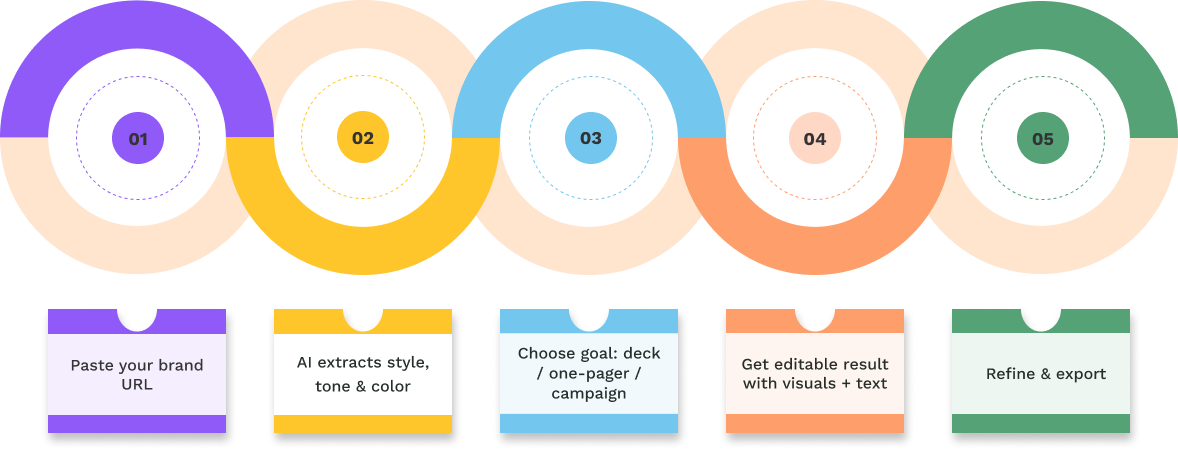 01
02
03
04
05
Paste your brand
URL
AI extracts style,
tone & color
Choose goal: deck
/ one-pager /
campaign
Get editable result
with visuals + text
Refine & export